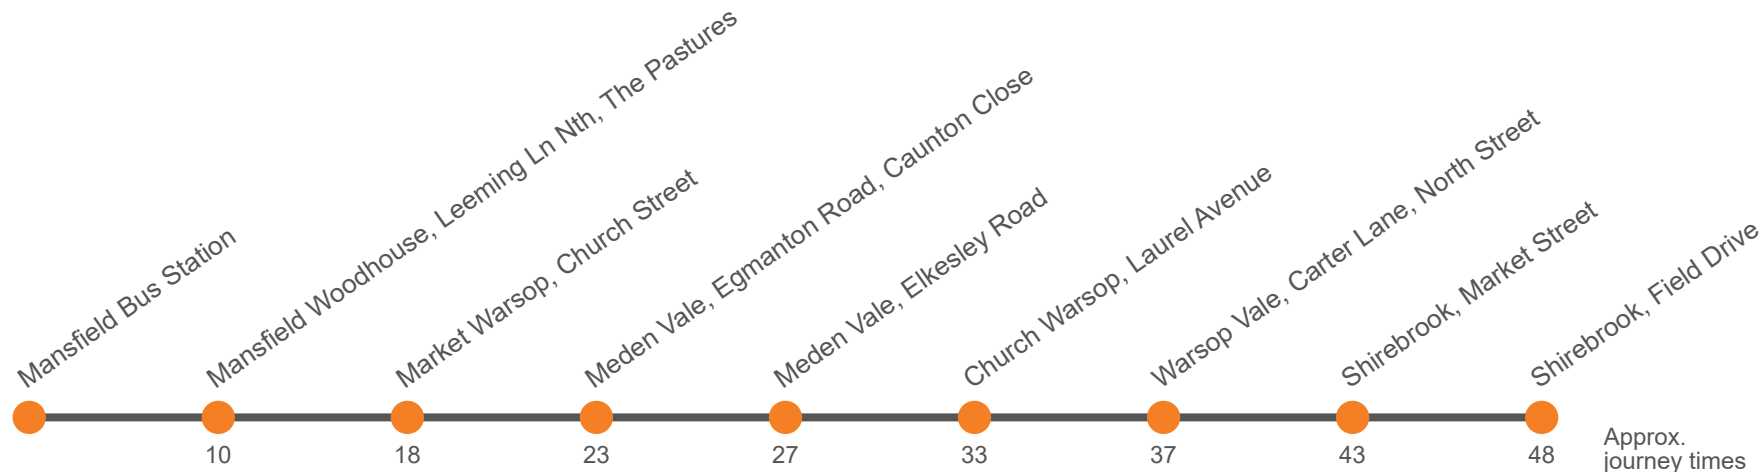 Mansfield Bus Station
Mansfield Woodhouse, Leeming Ln Nth, The Pastures
Market Warsop, Church Street
Meden Vale, Egmanton Road, Caunton Close
Meden Vale, Elkesley Road
Church Warsop, Laurel Avenue
Warsop Vale, Carter Lane, North Street
Shirebrook, Market Street
Shirebrook, Field Drive
10 18 23 27 33 37 43 48
Approx.
journey times